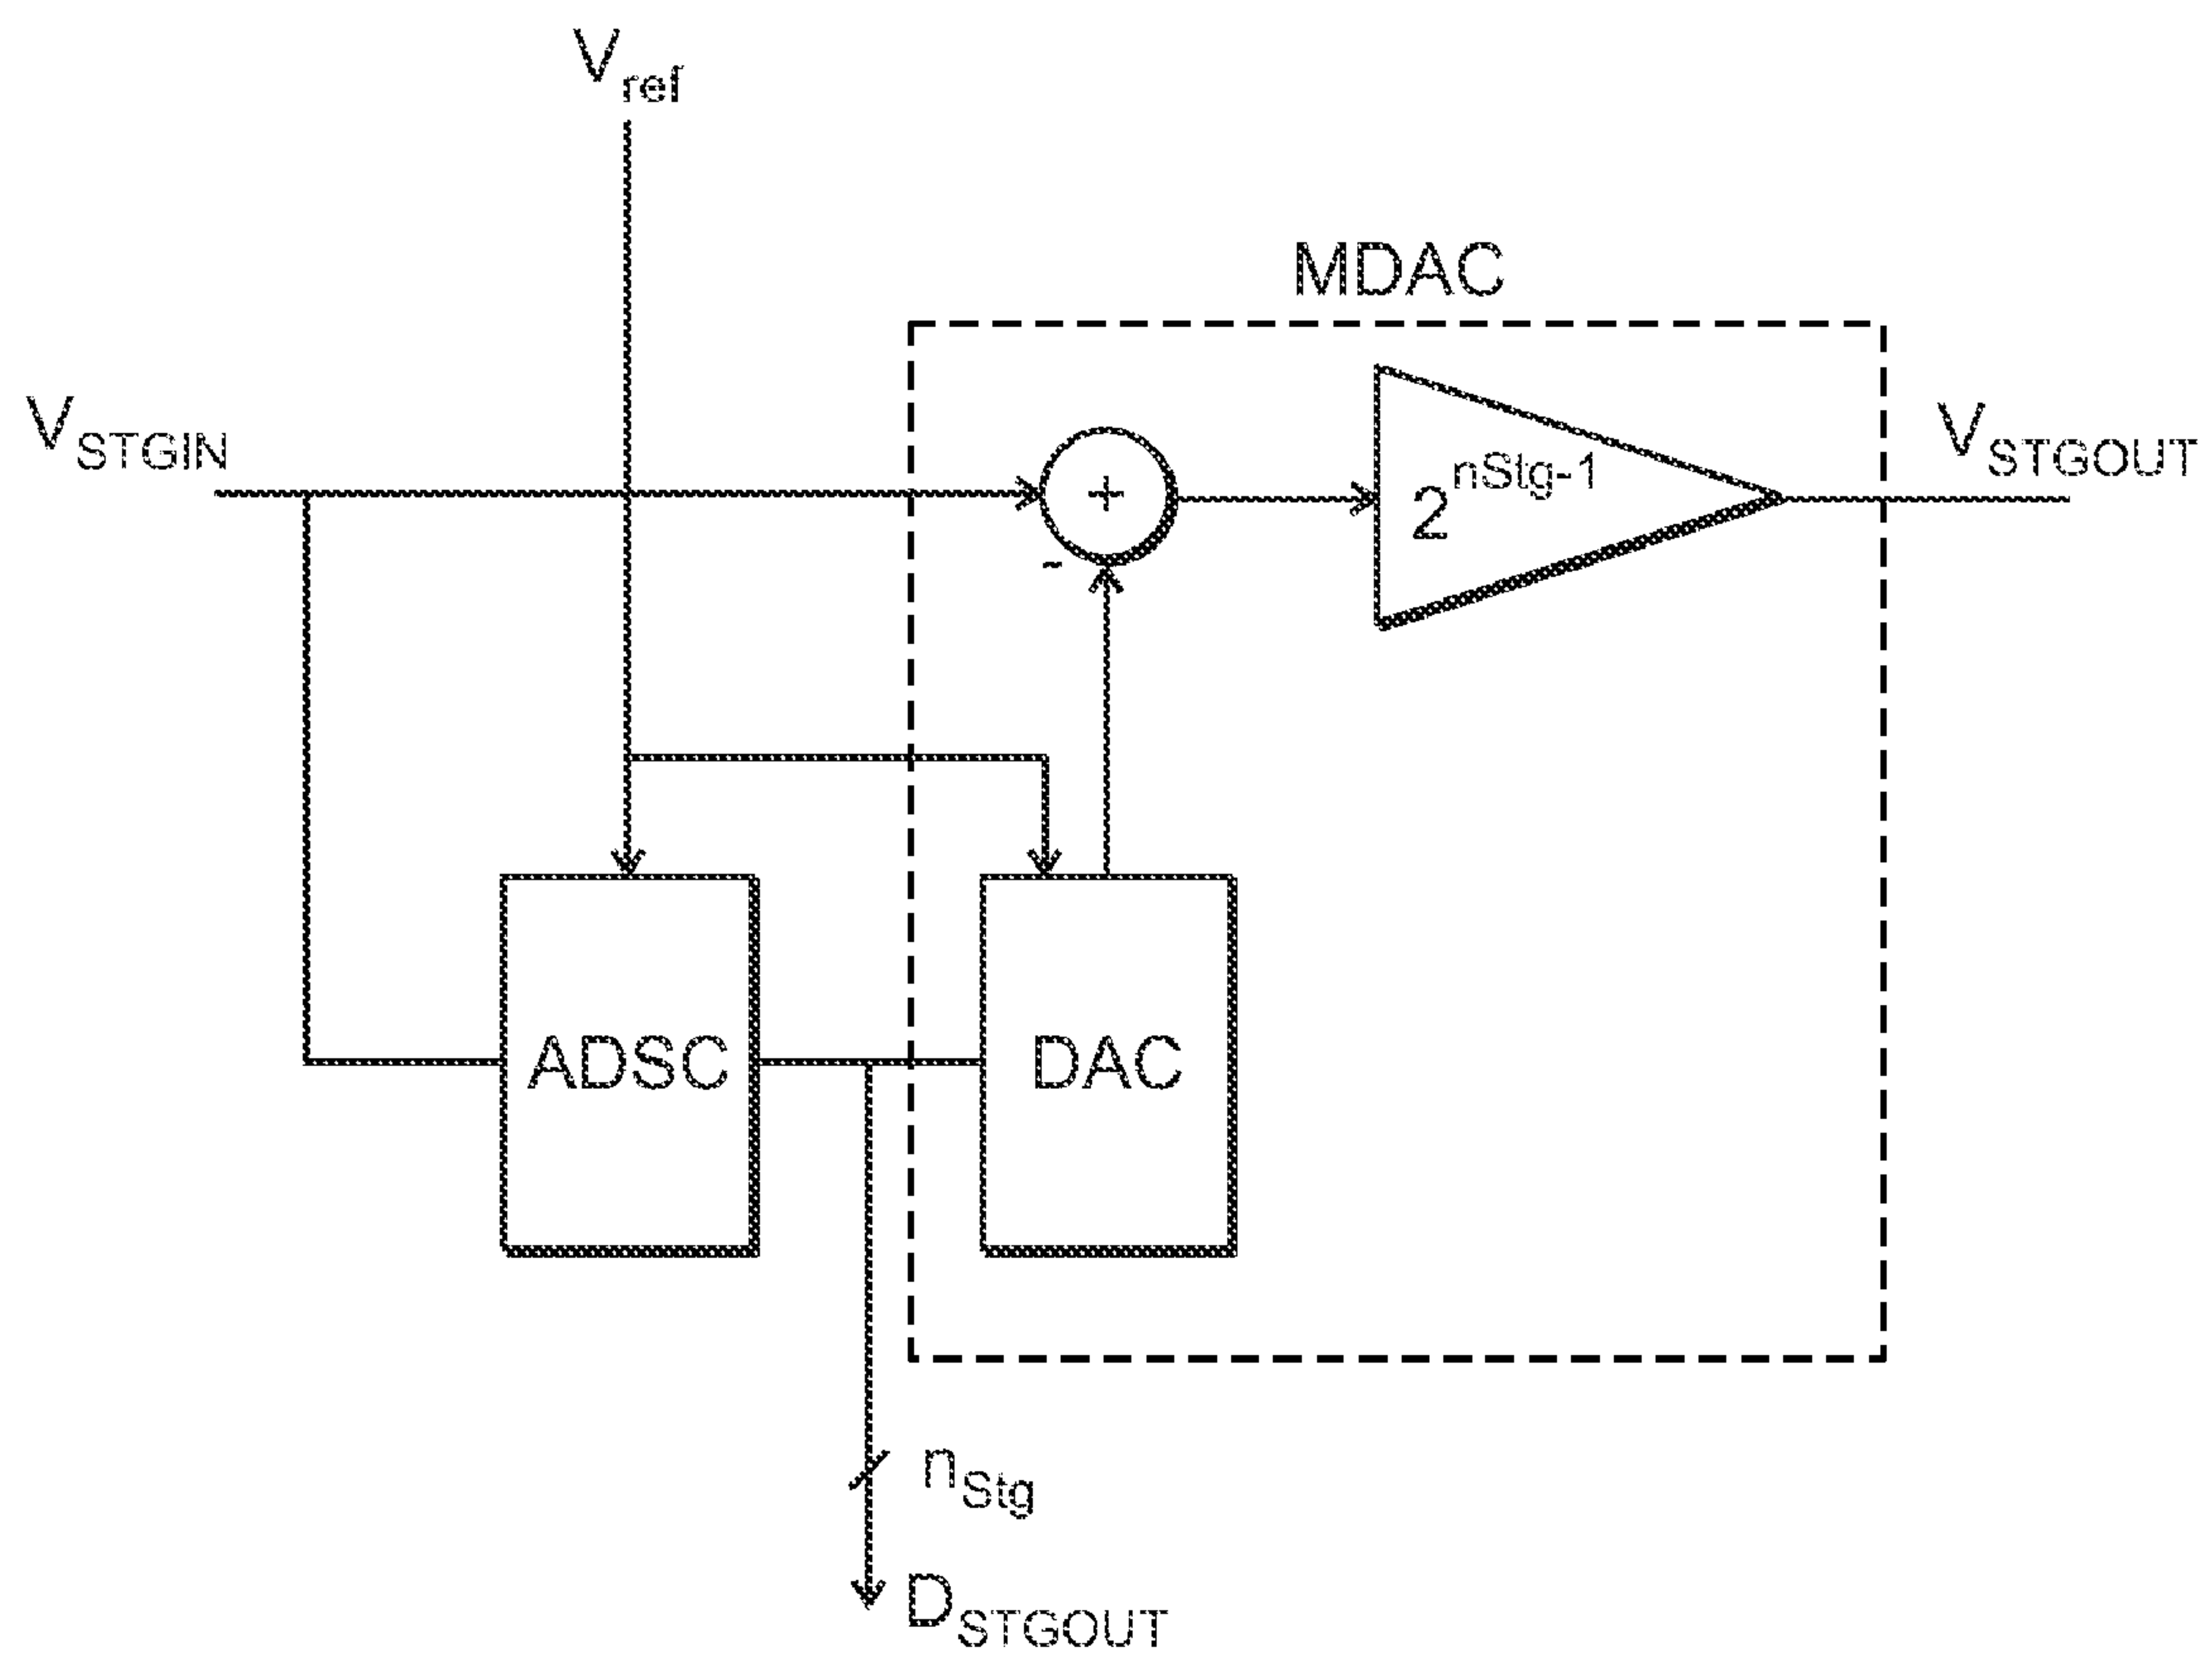 Vref
MDAC
VSTGIN
+
-
2nStg-1
VSTGOUT
ADSC
DAC
nStg
DSTGOUT